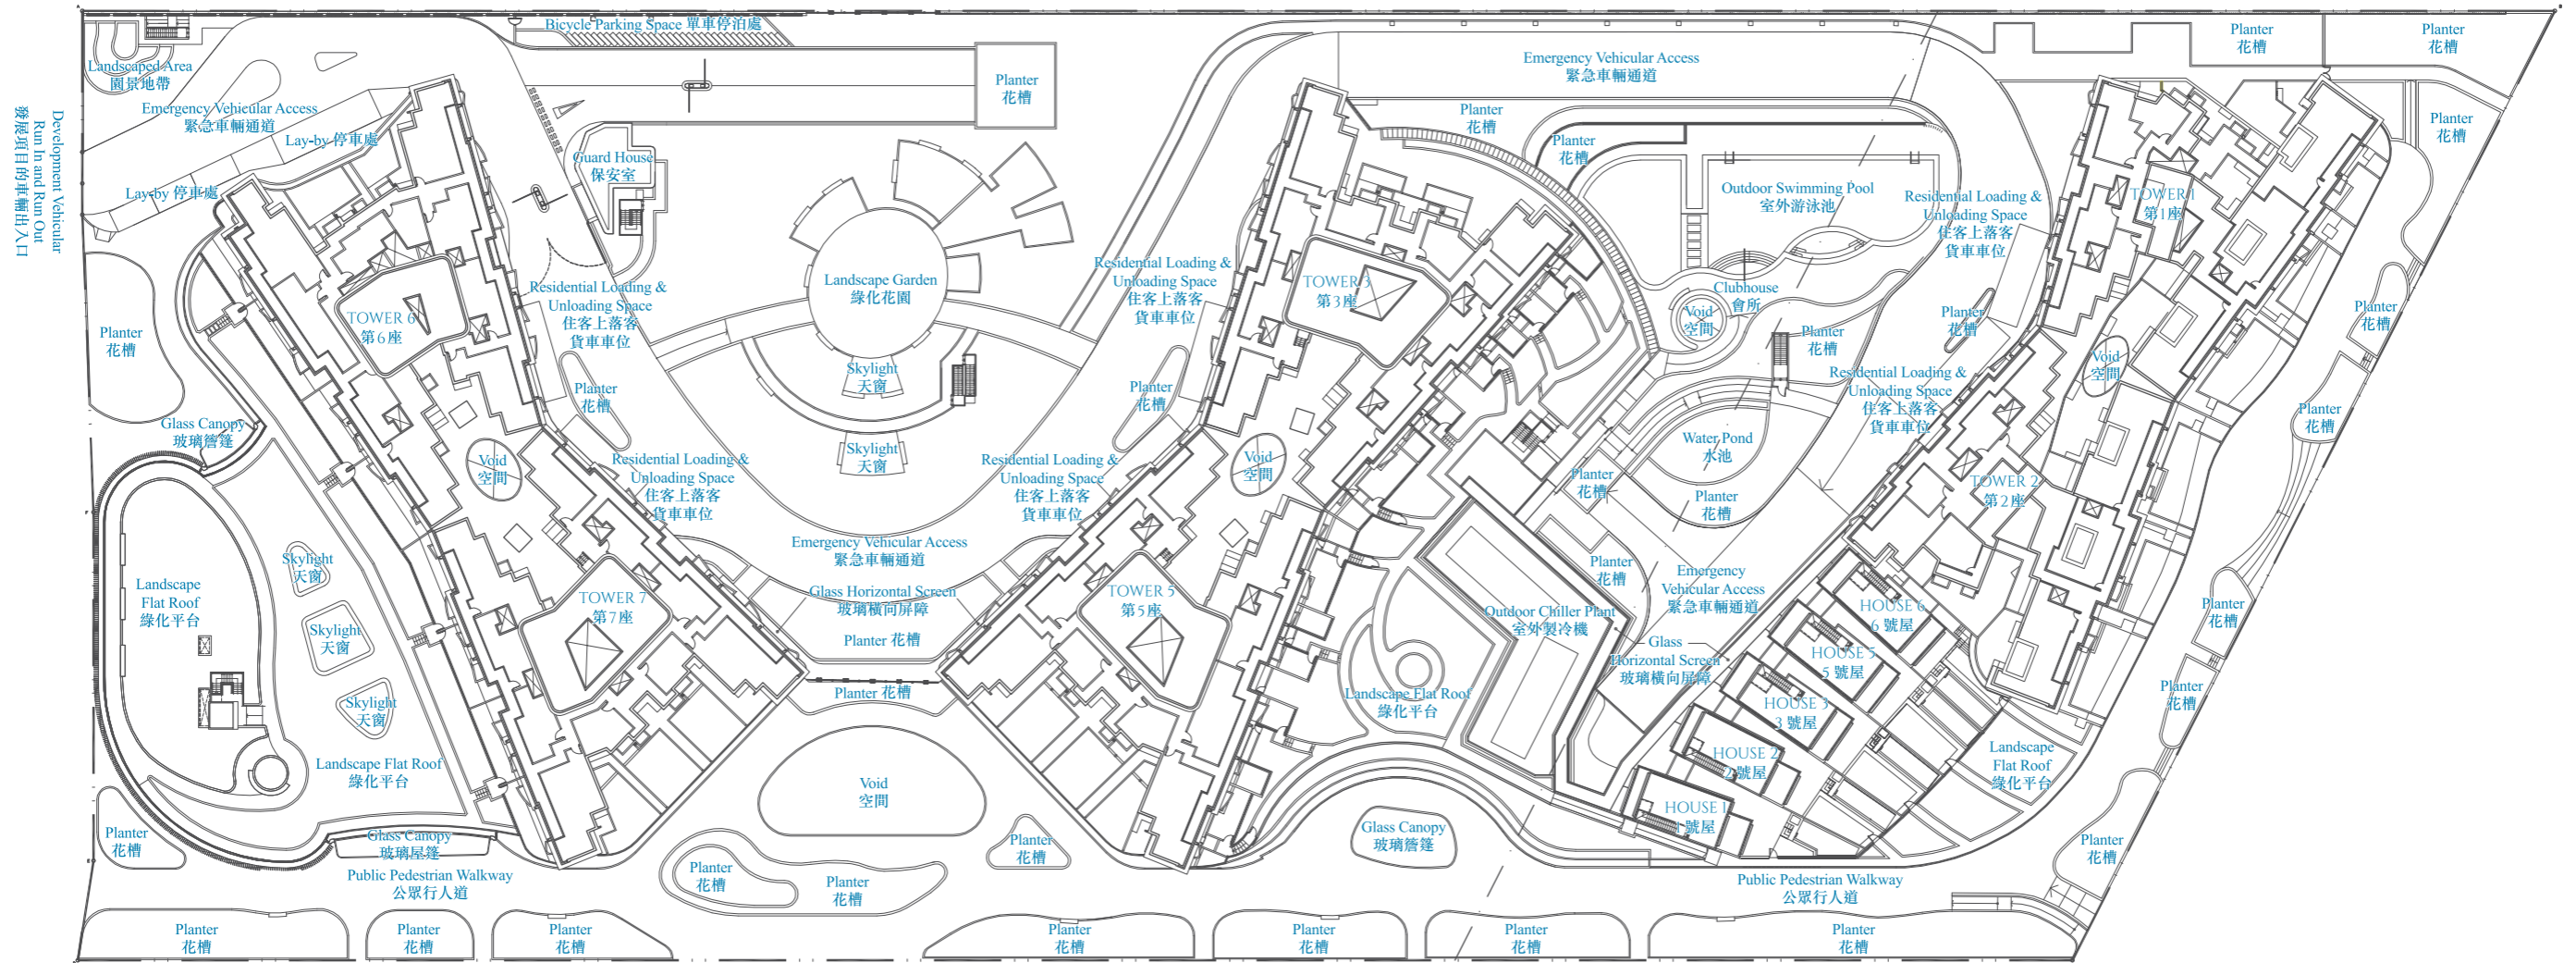 Bicycle Parking Space 單車停泊處
Landscaped Area
園景地帶
Development Vehicular
Run In and Run Out
發展項目的車輛出入口
Emergency Vehicular Access
緊急車輛通道
Lay-by 停車處
Lay-by 停車處
Guard House
保安室
Planter
花槽
Emergency Vehicular Access
緊急車輛通道
Planter
花槽
Planter
花槽
Planter
花槽
Planter
花槽
Planter
花槽
Outdoor Swimming Pool
室外游泳池
Residential Loading &
Unloading Space
住客上落客
貨車車位
TOWER 1
第1座
Landscape Garden
綠化花園
Residential Loading &
Unloading Space
住客上落客
貨車車位
Residential Loading &
Unloading Space
住客上落客
貨車車位
TOWER 3
第3座
TOWER 6
第6座
Planter
花槽
Clubhouse
會所
Void
空間
Planter
花槽
Planter
花槽
Planter
花槽
Void
空間
Skylight
天窗
Planter
花槽
Planter
花槽
Residential Loading &
Unloading Space
住客上落客
貨車車位
Planter
花槽
Glass Canopy
玻璃簷篷
Skylight
天窗
Void
空間
Residential Loading &
Unloading Space
住客上落客
貨車車位
Residential Loading &
Unloading Space
住客上落客
貨車車位
Void
空間
Water Pond
水池
Planter
花槽
Planter
花槽
TOWER 2
第2座
Emergency Vehicular Access
緊急車輛通道
Skylight
天窗
Landscape
Flat Roof
綠化平台
TOWER 7
第7座
Glass Horizontal Screen
玻璃橫向屏障
TOWER 5
第5座
Planter
花槽
Emergency
Vehicular Access
緊急車輛通道
Outdoor Chiller Plant
室外製冷機
HOUSE 6
6 號屋
Planter
花槽
Skylight
天窗
Planter 花槽
Glass
Horizontal Screen
玻璃橫向屏障
HOUSE 5
5 號屋
Planter 花槽
Landscape Flat Roof
綠化平台
Planter
花槽
Skylight
天窗
HOUSE 3
3 號屋
HOUSE 2
2 號屋
Landscape
Flat Roof
綠化平台
Landscape Flat Roof
綠化平台
Void
空間
HOUSE 1
1 號屋
Planter
花槽
Glass Canopy
玻璃屋篷
Planter
花槽
Glass Canopy
玻璃簷篷
Planter
花槽
Public Pedestrian Walkway
公眾行人道
Planter
花槽
Planter
花槽
Public Pedestrian Walkway
公眾行人道
Planter
花槽
Planter
花槽
Planter
花槽
Planter
花槽
Planter
花槽
Planter
花槽
Planter
花槽